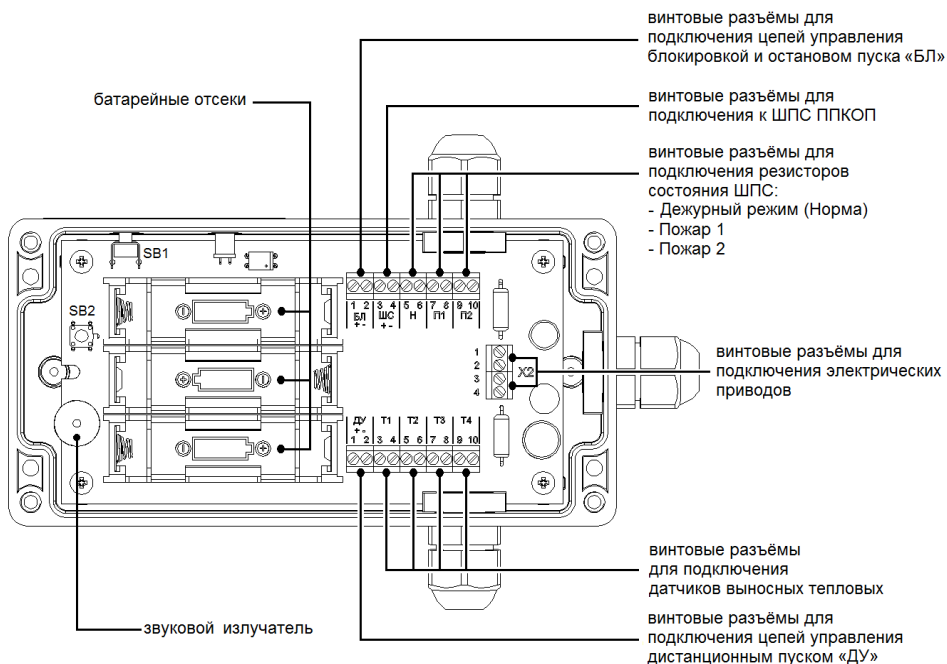 винтовые разъёмы для
подключения цепей управления
блокировкой и остановом пуска «БЛ»
батарейные отсеки
винтовые разъёмы для
подключения к ШПС ППКОП
винтовые разъёмы для
подключения резисторов
состояния ШПС:
- Дежурный режим (Норма)
- Пожар 1
- Пожар 2
SB1
SB2
1 2 3 4 5 6 7 8 9 10
БЛ ШС Н П1 П2
+ - + -
1
2
3
4
X2
винтовые разъёмы для
подключения электрических
приводов
ДУ Т1 Т2 Т3 Т4
+ -
1 2 3 4 5 6 7 8 9 10
винтовые разъёмы
для подключения
датчиков выносных тепловых
звуковой излучатель
винтовые разъёмы для
подключения цепей управления
дистанционным пуском «ДУ»